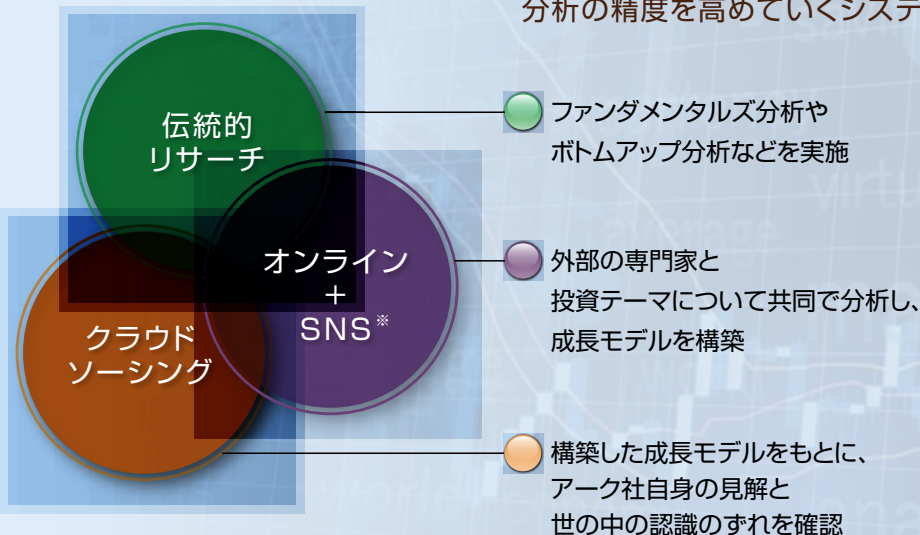 分析の精度を高めていくシステ
伝統的
リサーチ
ファンダメンタルズ分析や
ボトムアップ分析などを実施
オンライン
＋
SNS※
外部の専門家と
投資テーマについて共同で分析し、
成長モデルを構築
クラウド
ソーシング
構築した成長モデルをもとに、
アーク社自身の見解と
世の中の認識のずれを確認